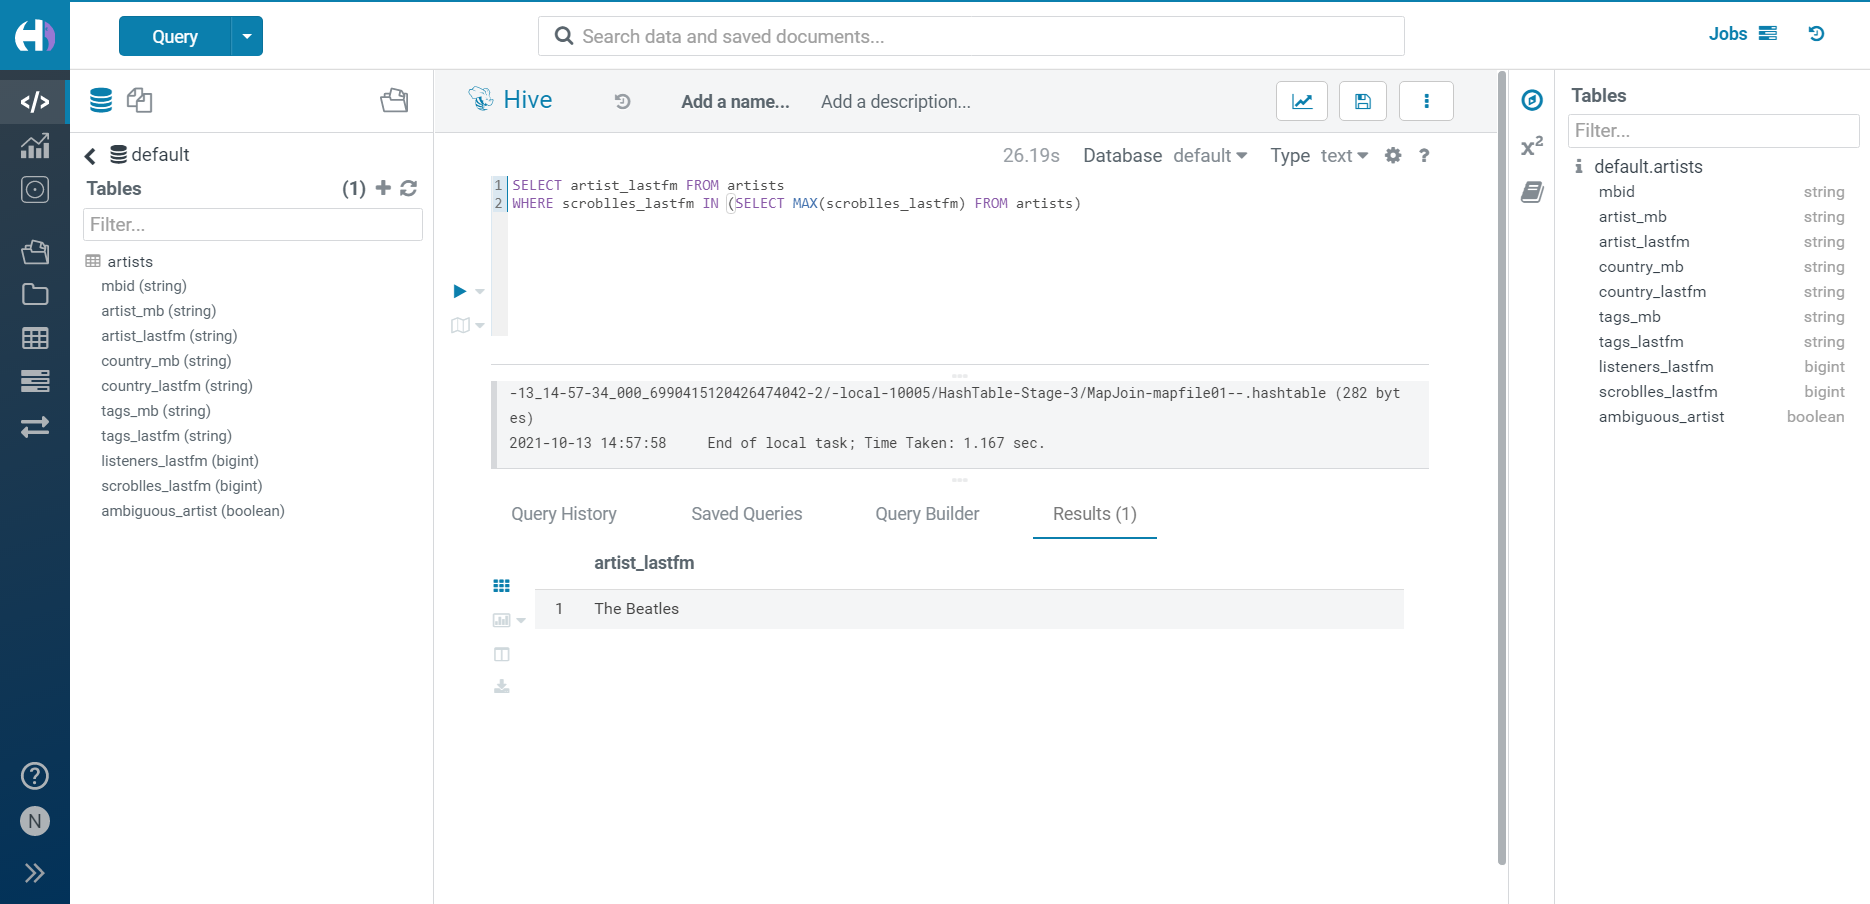 Query
Search data and saved documents...
Jobs
default
Tables
(1)
Filter...
artists
mbid (string)
artist_mb (string)
artist_lastfm (string)
country_mb (string)
country_lastfm (string)
tags_mb (string)
tags_lastfm (string)
listeners_lastfm (bigint)
scroblles_lastfm (bigint)
ambiguous_artist (boolean)
N
Hive
Add a name...
Add a description...
26.19s
Database default
Type text
?
1 SELECT artist_lastfm FROM artists
2 WHERE scroblles_lastfm IN (SELECT MAX(scroblles_lastfm) FROM artists)
-13_14-57-34_000_6990415120426474042-2/-local-10005/HashTable-Stage-3/MapJoin-mapfile01--.hashtable (282 byt
es)
2021-10-13 14:57:58 End of local task; Time Taken: 1.167 sec.
Query History
Saved Queries
Query Builder
Results (1)
artist_lastfm
1 The Beatles
x²
Tables
Filter...
default.artists
mbid string
artist_mb string
artist_lastfm string
country_mb string
country_lastfm string
tags_mb string
tags_lastfm string
listeners_lastfm bigint
scroblles_lastfm bigint
ambiguous_artist boolean